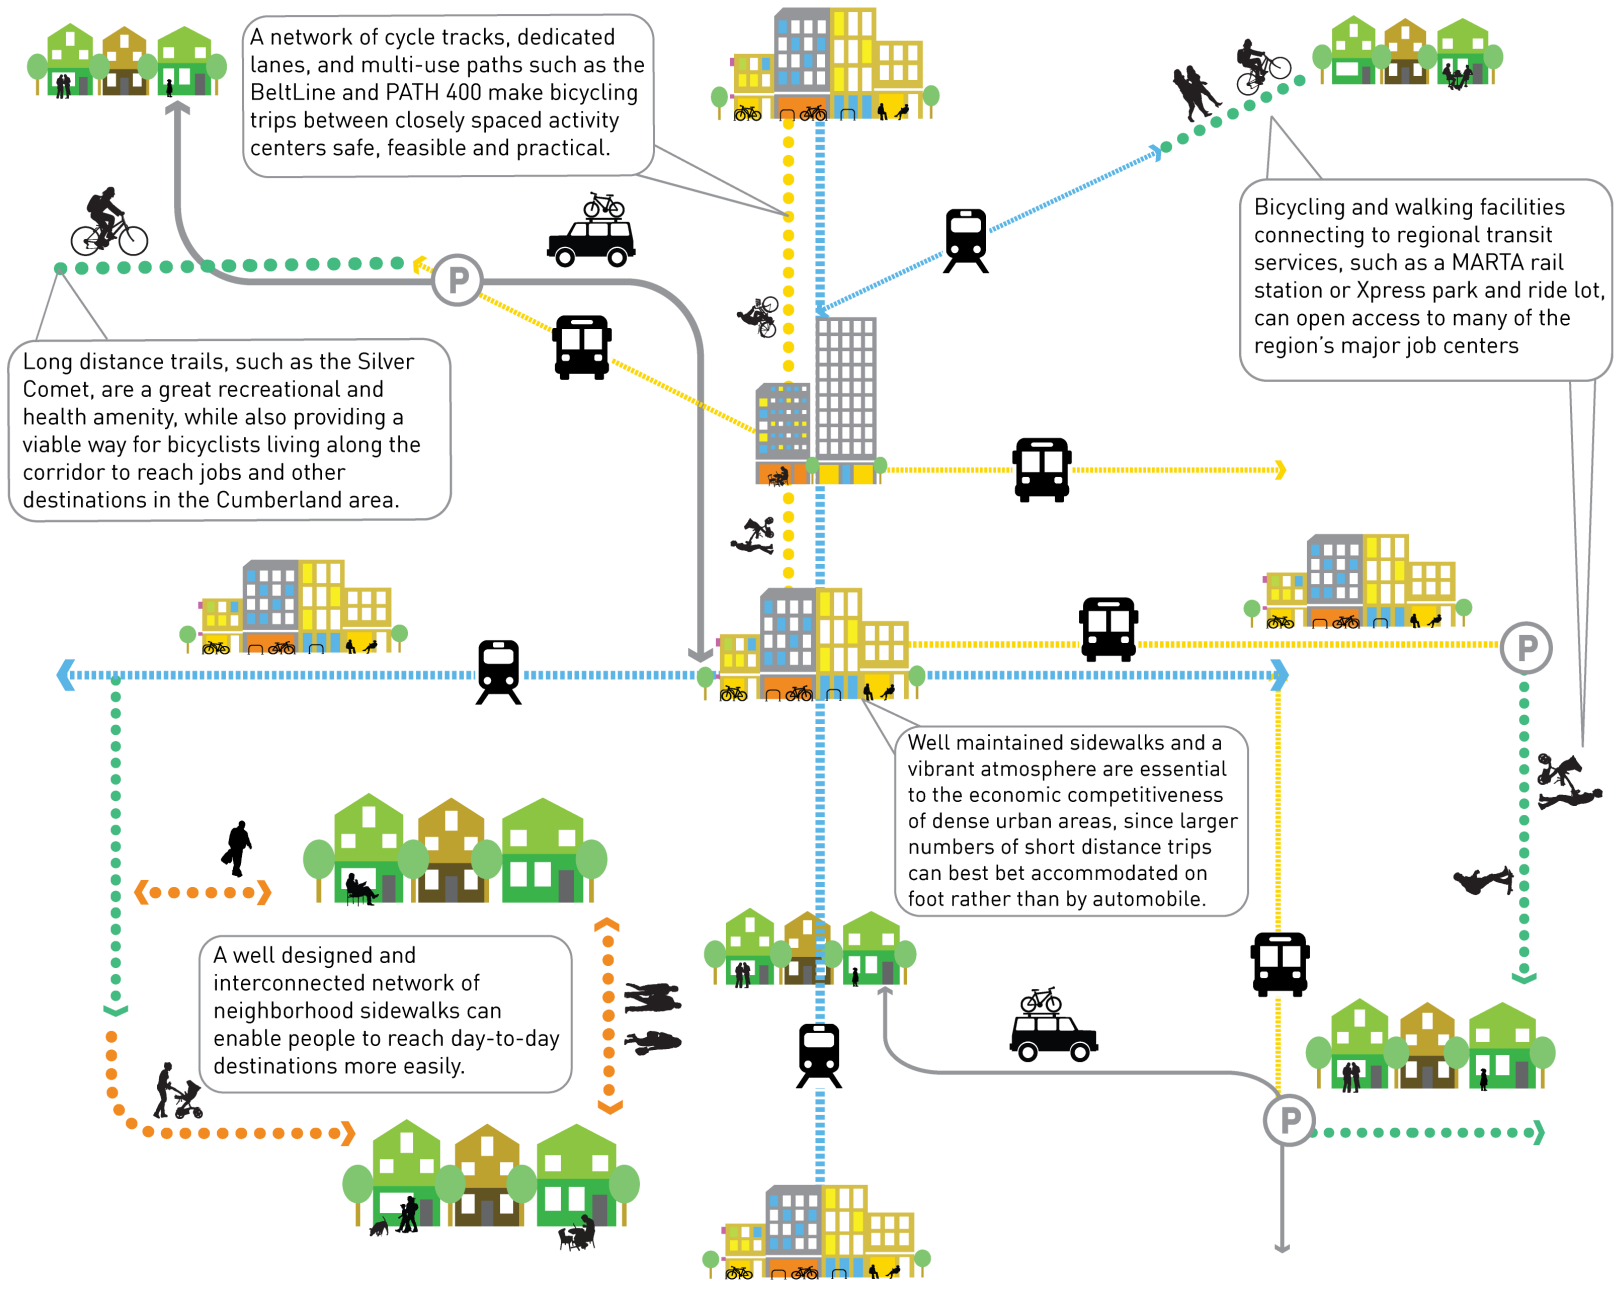 A network of cycle tracks, dedicated
lanes, and multi-use paths such as the
BeltLine and PATH 400 make bicycling
trips between closely spaced activity
centers safe, feasible and practical.
Bicycling and walking facilities
connecting to regional transit
services, such as a MARTA rail
station or Xpress park and ride lot,
can open access to many of the
region's major job centers
P
Long distance trails, such as the Silver
Comet, are a great recreational and
health amenity, while also providing a
viable way for bicyclists living along the
corridor to reach jobs and other
destinations in the Cumberland area.
P
Well maintained sidewalks and a
vibrant atmosphere are essential
to the economic competitiveness
of dense urban areas, since larger
numbers of short distance trips
can best bet accommodated on
foot rather than by automobile.
A well designed and
interconnected network of
neighborhood sidewalks can
enable people to reach day-to-day
destinations more easily.
P